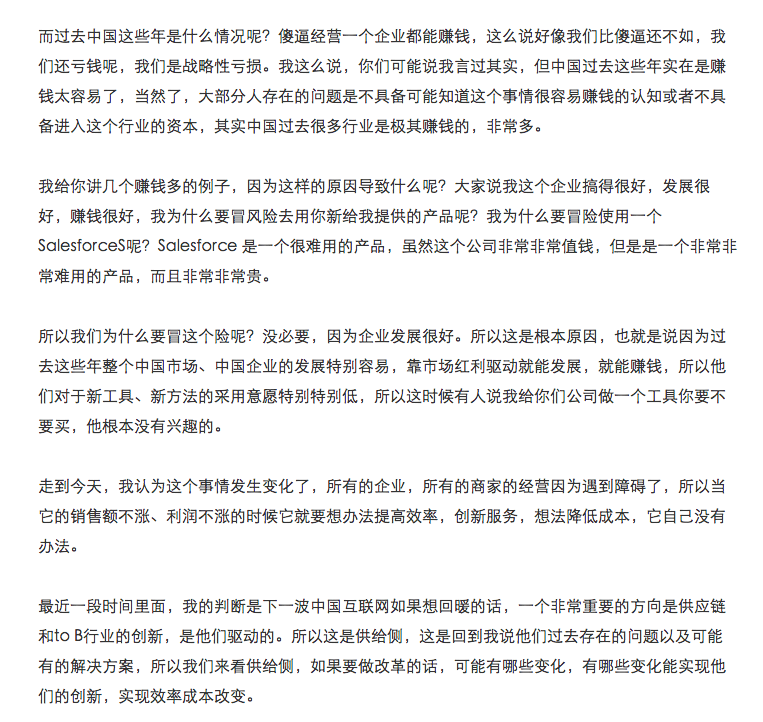 而过去中国这些年是什么情况呢？傻逼经营一个企业都能赚钱，这么说好像我们比傻逼还不如，我
们还亏钱呢，我们是战略性亏损。我这么说，你们可能说我言过其实，但中国过去这些年实在是赚
钱太容易了，当然了，大部分人存在的问题是不具备可能知道这个事情很容易赚钱的认知或者不具
备进入这个行业的资本，其实中国过去很多行业是极其赚钱的，非常多。
我给你讲几个赚钱多的例子，因为这样的原因导致什么呢？大家说我这个企业搞得很好，发展很
好，赚钱很好，我为什么要冒风险去用你新给我提供的产品呢？我为什么要冒险使用一个
SalesforceS呢？Salesforce 是一个很难用的产品，虽然这个公司非常非常值钱，但是是一个非常非
常难用的产品，而且非常非常贵。
所以我们为什么要冒这个险呢？没必要，因为企业发展很好。所以这是根本原因，也就是说因为过
去这些年整个中国市场、中国企业的发展特别容易，靠市场红利驱动就能发展，就能赚钱，所以他
们对于新工具、新方法的采用意愿特别特别低，所以这时候有人说我给你们公司做一个工具你要不
要买，他根本没有兴趣的。
走到今天，我认为这个事情发生变化了，所有的企业，所有的商家的经营因为遇到障碍了，所以当
它的销售额不涨、利润不涨的时候它就要想办法提高效率，创新服务，想法降低成本，它自己没有
办法。
最近一段时间里面，我的判断是下一波中国互联网如果想回暖的话，一个非常重要的方向是供应链
和to B行业的创新，是他们驱动的。所以这是供给侧，这是回到我说他们过去存在的问题以及可能
有的解决方案，所以我们来看供给侧，如果要做改革的话，可能有哪些变化，有哪些变化能实现他
们的创新，实现效率成本改变。